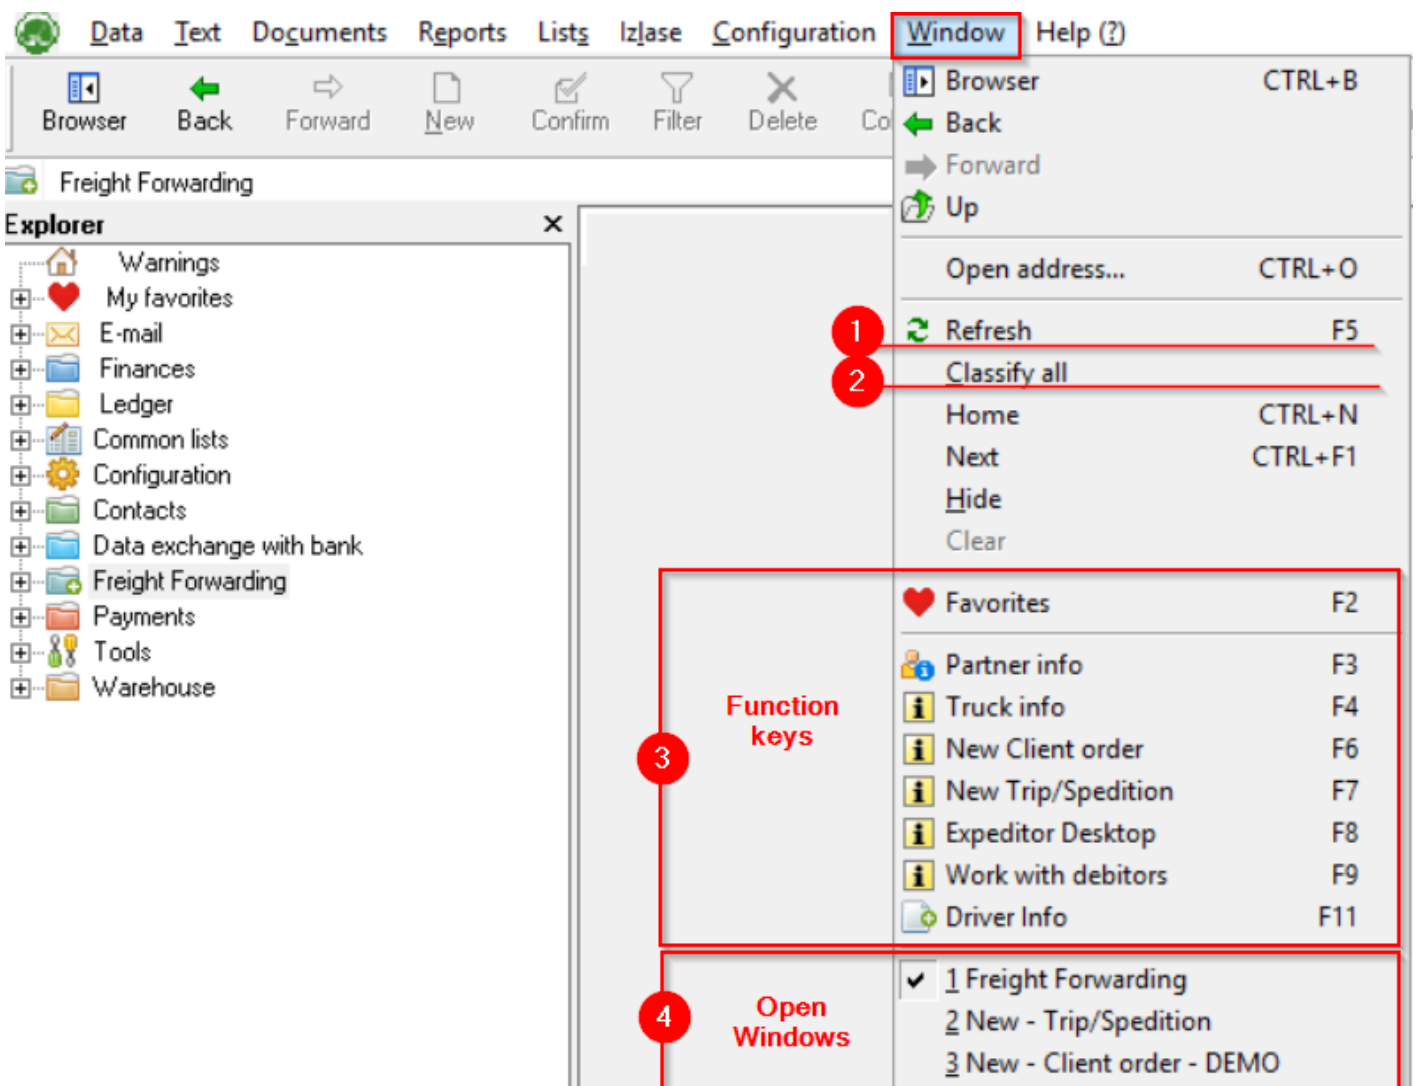 Data Text Documents Reports Lists Izlase Configuration Window Help (?)
Browser Back Forward New Confirm Filter Delete
Freight Forwarding
Explorer
Warnings
My favorites
E-mail
Finances
Ledger
Common lists
Configuration
Contacts
Data exchange with bank
Freight Forwarding
Payments
Tools
Warehouse
Browser CTRL+B
Back
Forward
Up
Open address... CTRL+O
1 Refresh F5
2 Classify all
Home CTRL+N
Next CTRL+F1
Hide
Clear
Favorites F2
Partner info F3
Truck info F4
New Client order F6
New Trip/Spedition F7
Expeditor Desktop F8
Work with debitors F9
Driver Info F11
3 Function
keys
1 Freight Forwarding
2 New - Trip/Spedition
3 New - Client order - DEMO
4 Open
Windows